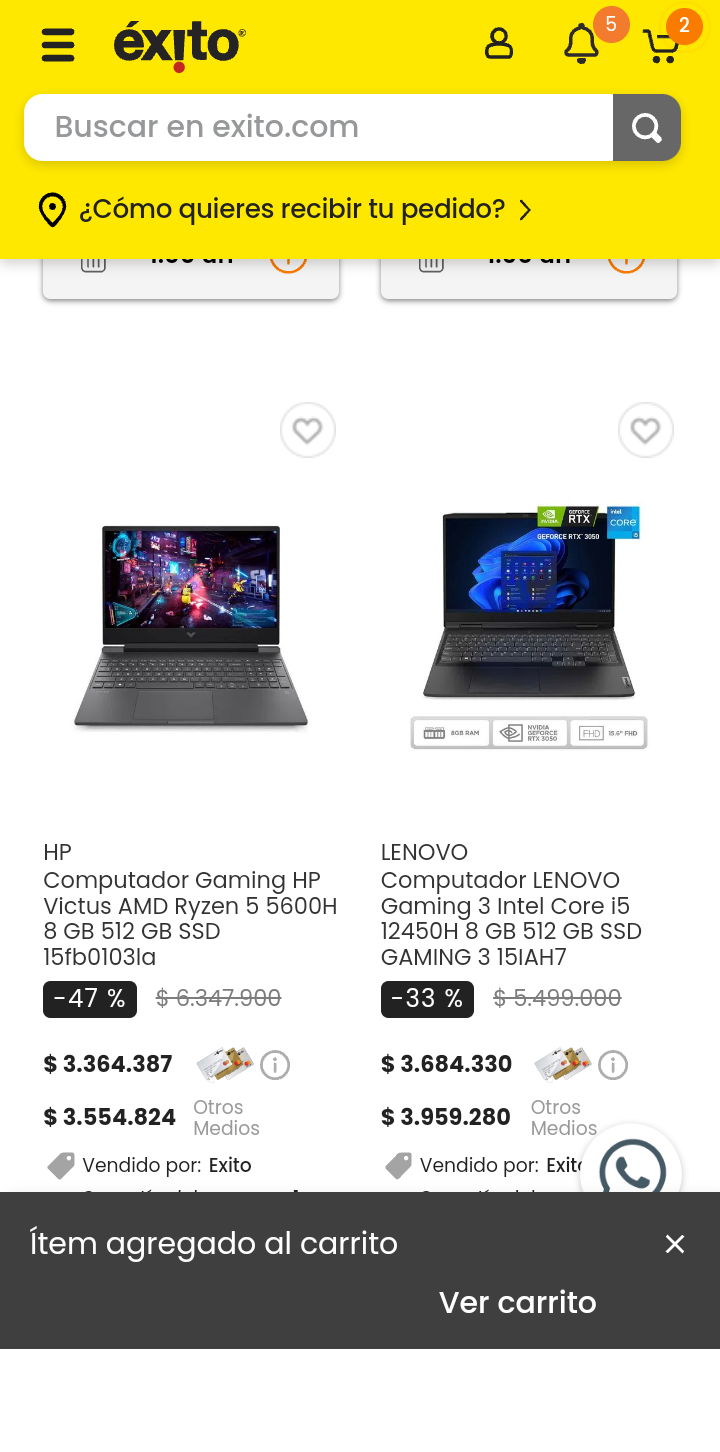 éxito
5
2
Buscar en exito.com
¿Cómo quieres recibir tu pedido?
NVIDIA
GEFORCE
RTX
intel
CORE
i5
GEFORCE RTX™ 3050
8GB RAM
NVIDIA
GEFORCE
RTX 3050
FHD
15.6" FHD
HP
Computador Gaming HP
Victus AMD Ryzen 5 5600H
8 GB 512 GB SSD
15fb0103la
-47 %
$ 6.347.900
$ 3.364.387
$ 3.554.824
Otros
Medios
Vendido por: Exito
LENOVO
Computador LENOVO
Gaming 3 Intel Core i5
12450H 8 GB 512 GB SSD
GAMING 3 15IAH7
-33 %
$ 5.499.000
$ 3.684.330
$ 3.959.280
Otros
Medios
Vendido por:
Ítem agregado al carrito
Ver carrito